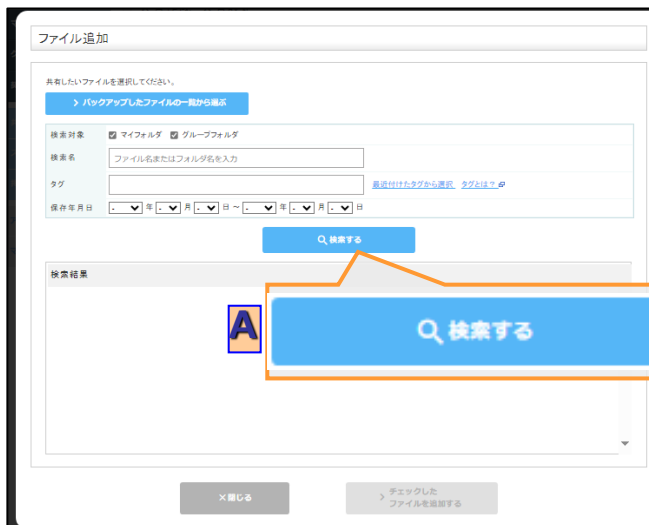 ファイル追加
共有したいファイルを選択してください。
> バックアップしたファイルの一覧から選ぶ
検索対象 マイフォルダ グループフォルダ
検索名 ファイル名またはフォルダ名を入力
タグ 最近付けたタグから選択 タグとは?
保存年月日 - 年 - 月 - 日 ~ - 年 - 月 - 日
検索する
検索結果
A 検索する
×閉じる
> チェックした
ファイルを追加する